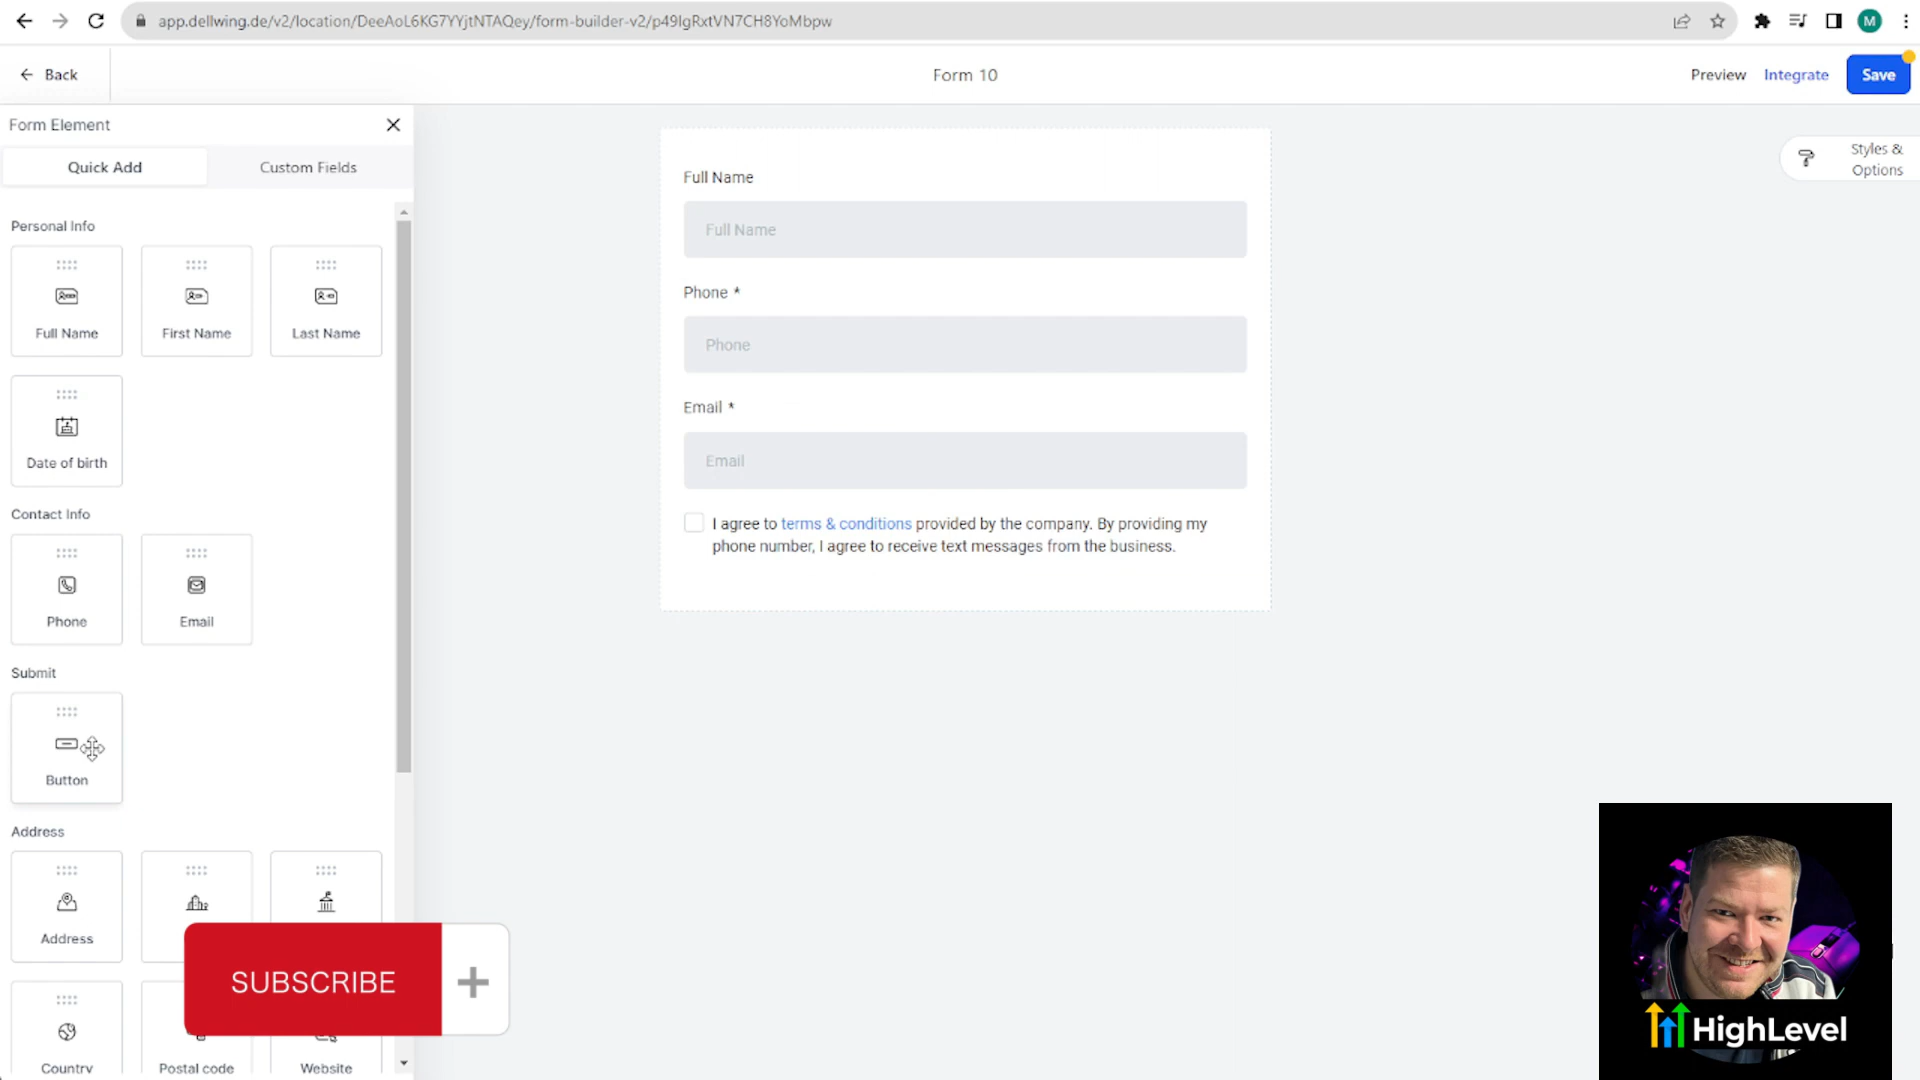 app.dellwing.de/v2/location/DeeAoL6KG7YYjtNTAQey/form-builder-v2/p49IgRxtVN7CH8YoMbpw
M
Back
Form 10
Preview
Integrate
Save
Form Element
Quick Add
Custom Fields
Styles &
Options
Personal Info
Full Name
First Name
Last Name
Date of birth
Contact Info
Phone
Email
Submit
Button
Address
Address
Country
Postal code
Website
Full Name
Full Name
Phone *
Phone
Email *
Email
I agree to terms & conditions provided by the company. By providing my
phone number, I agree to receive text messages from the business.
SUBSCRIBE
HighLevel